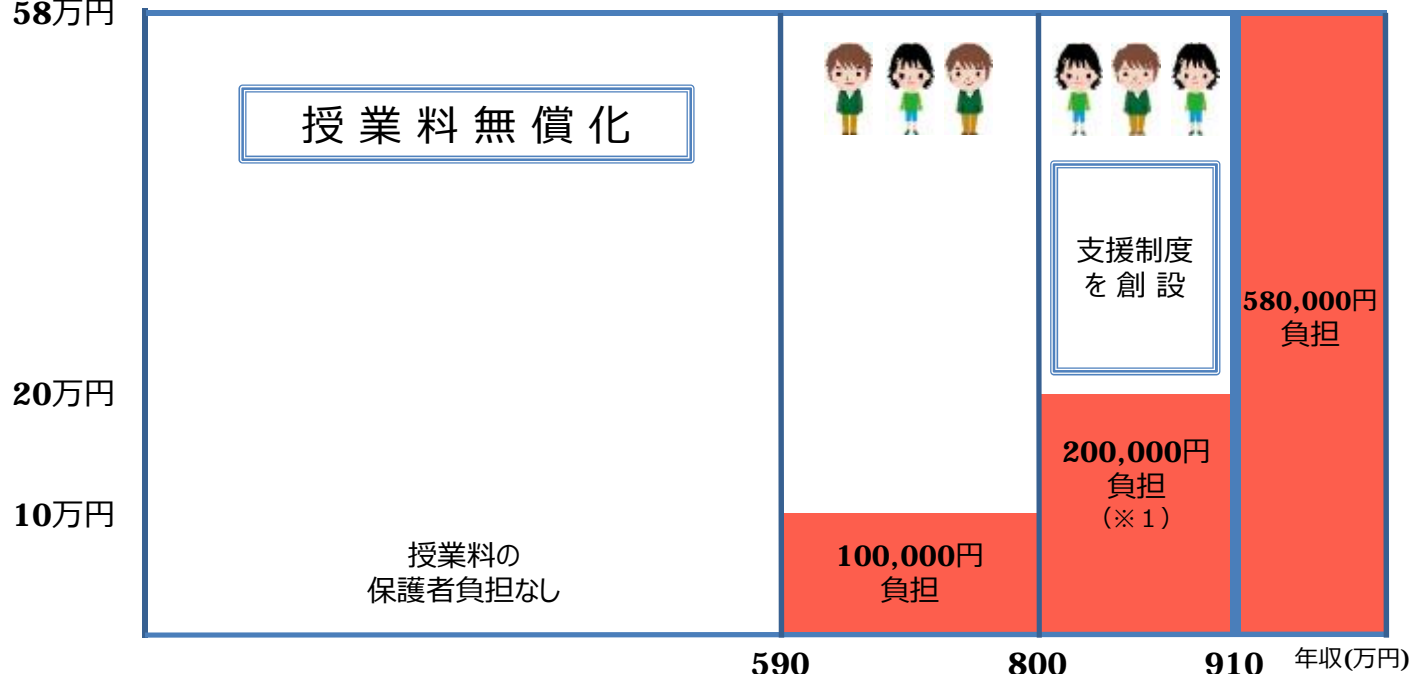 58万円
授業料無償化
支援制度
を創設
580,000円
負担
20万円
200,000円
負担
（※１）
10万円
授業料の
保護者負担なし
100,000円
負担
590
800
910
年収(万円)